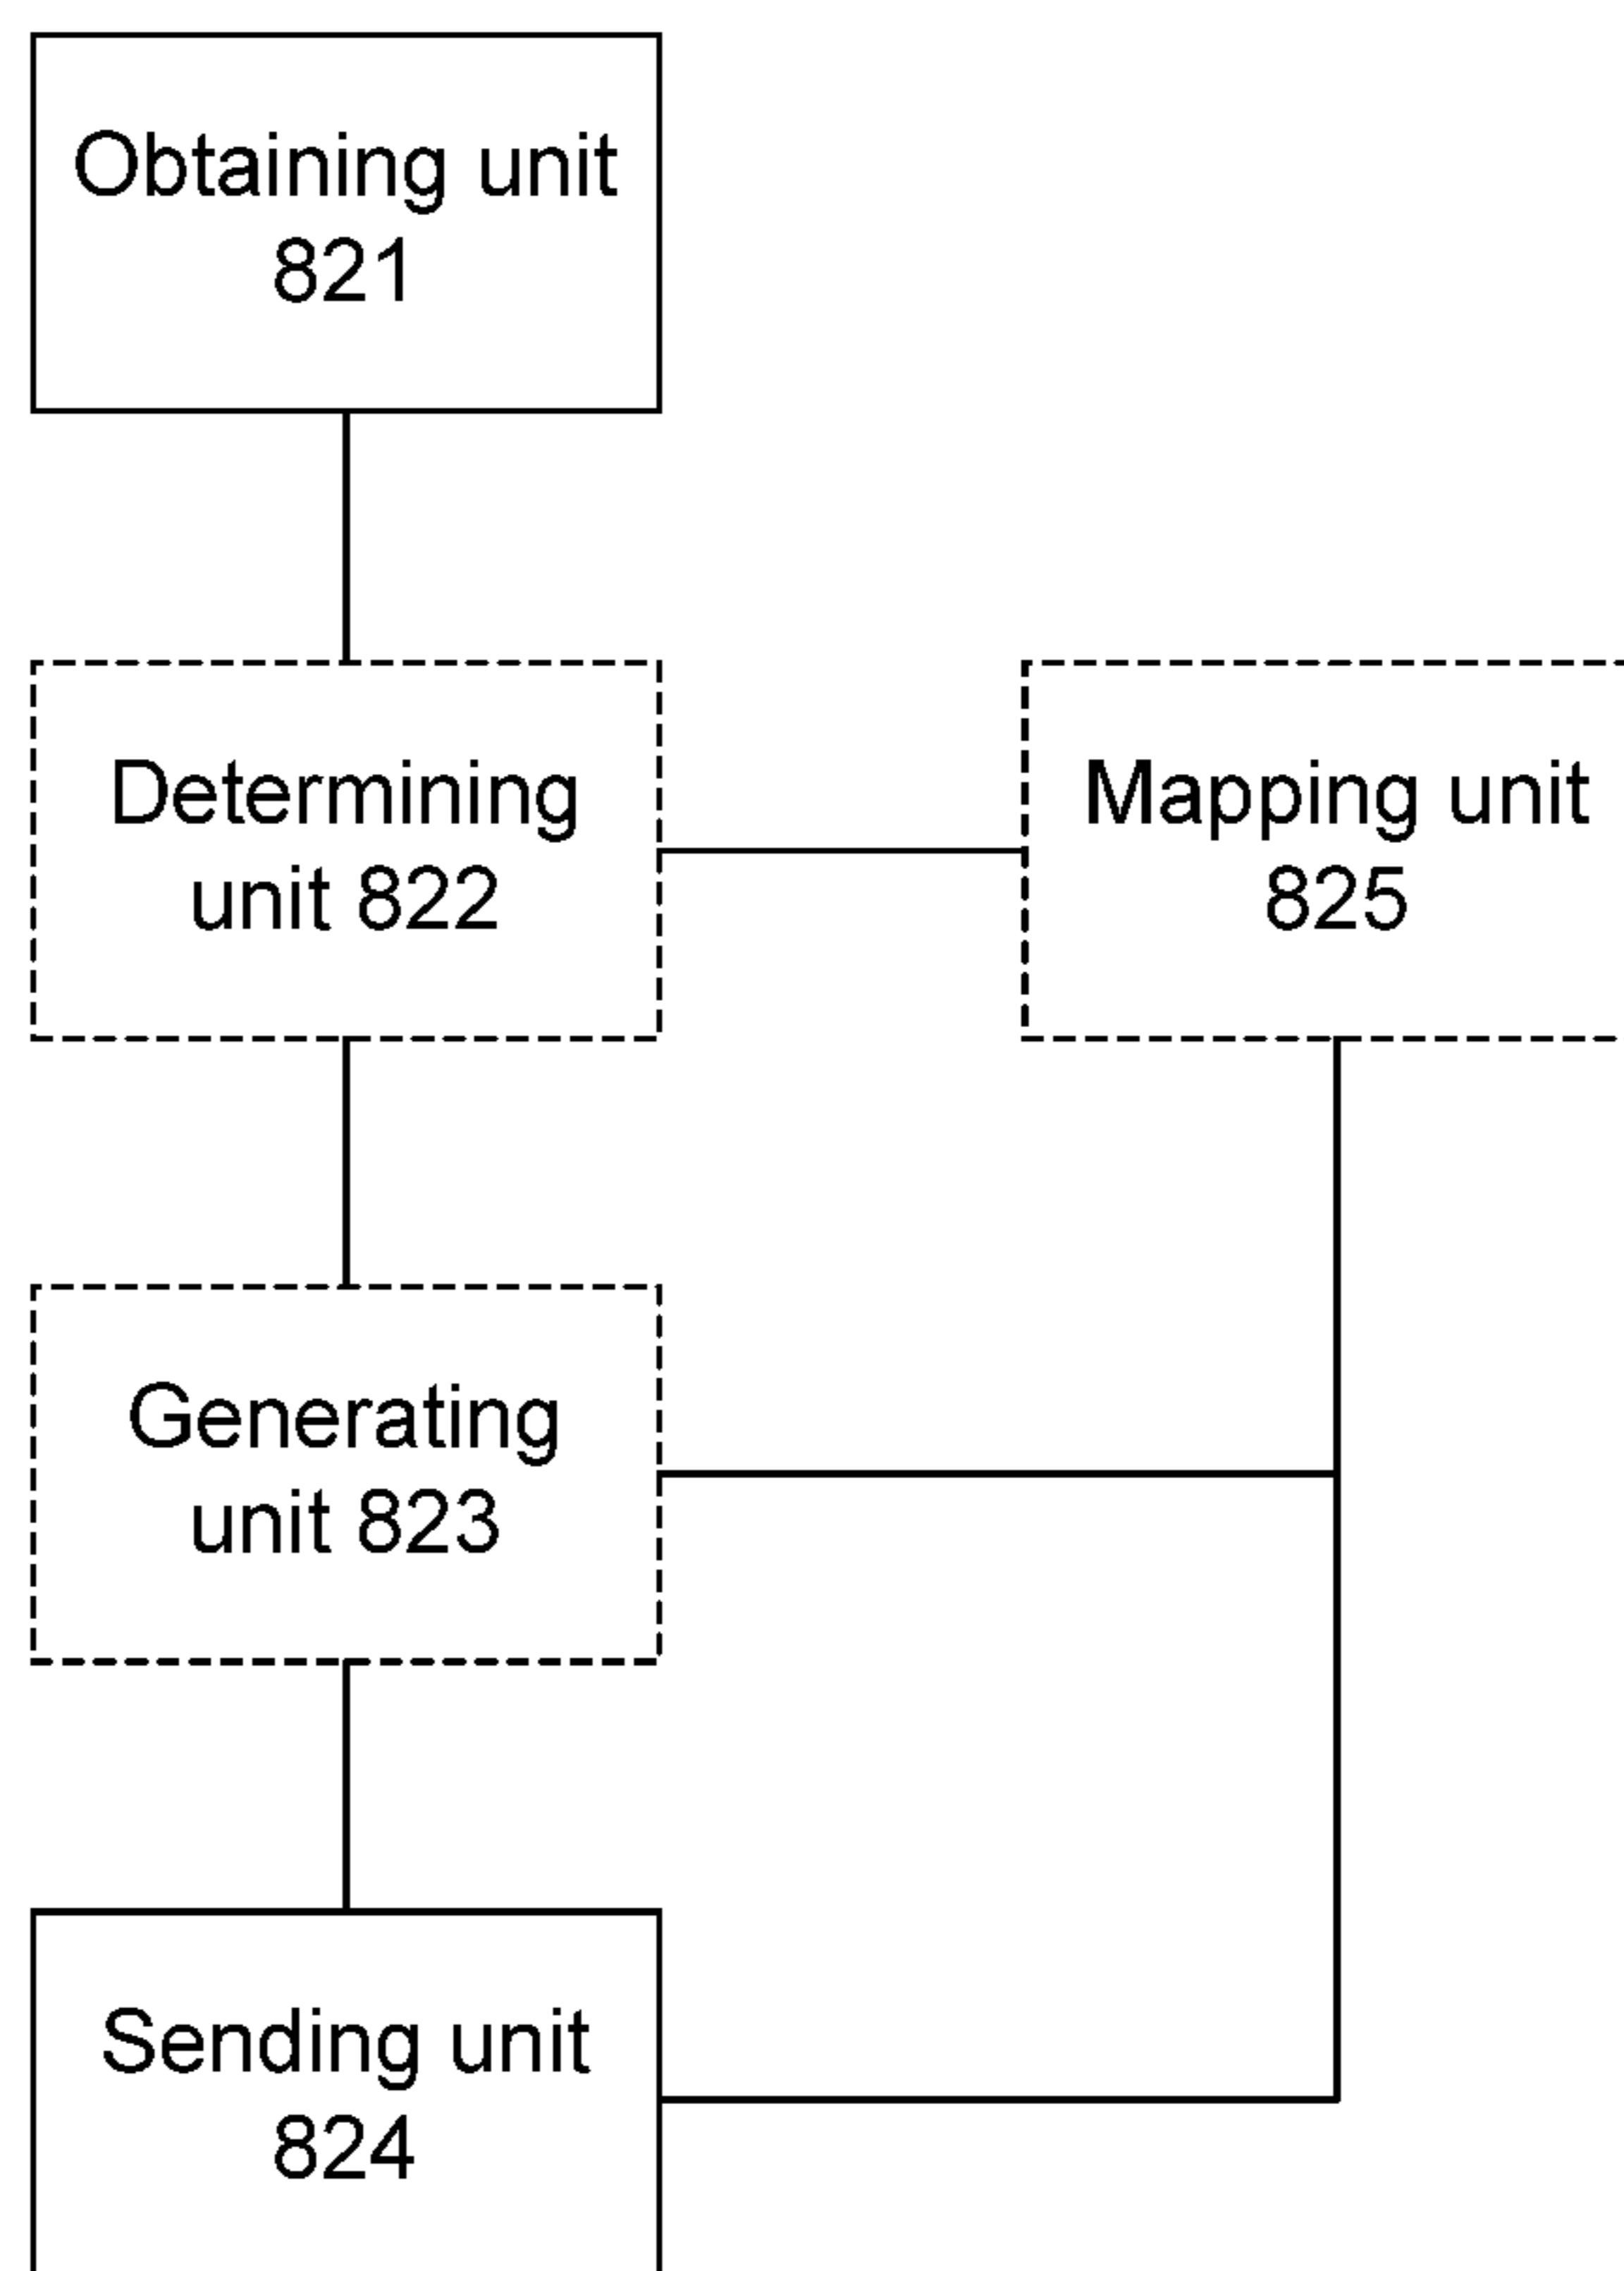 Obtaining unit
821
Determining
unit 822
Mapping unit
825
Generating
unit 823
Sending unit
824